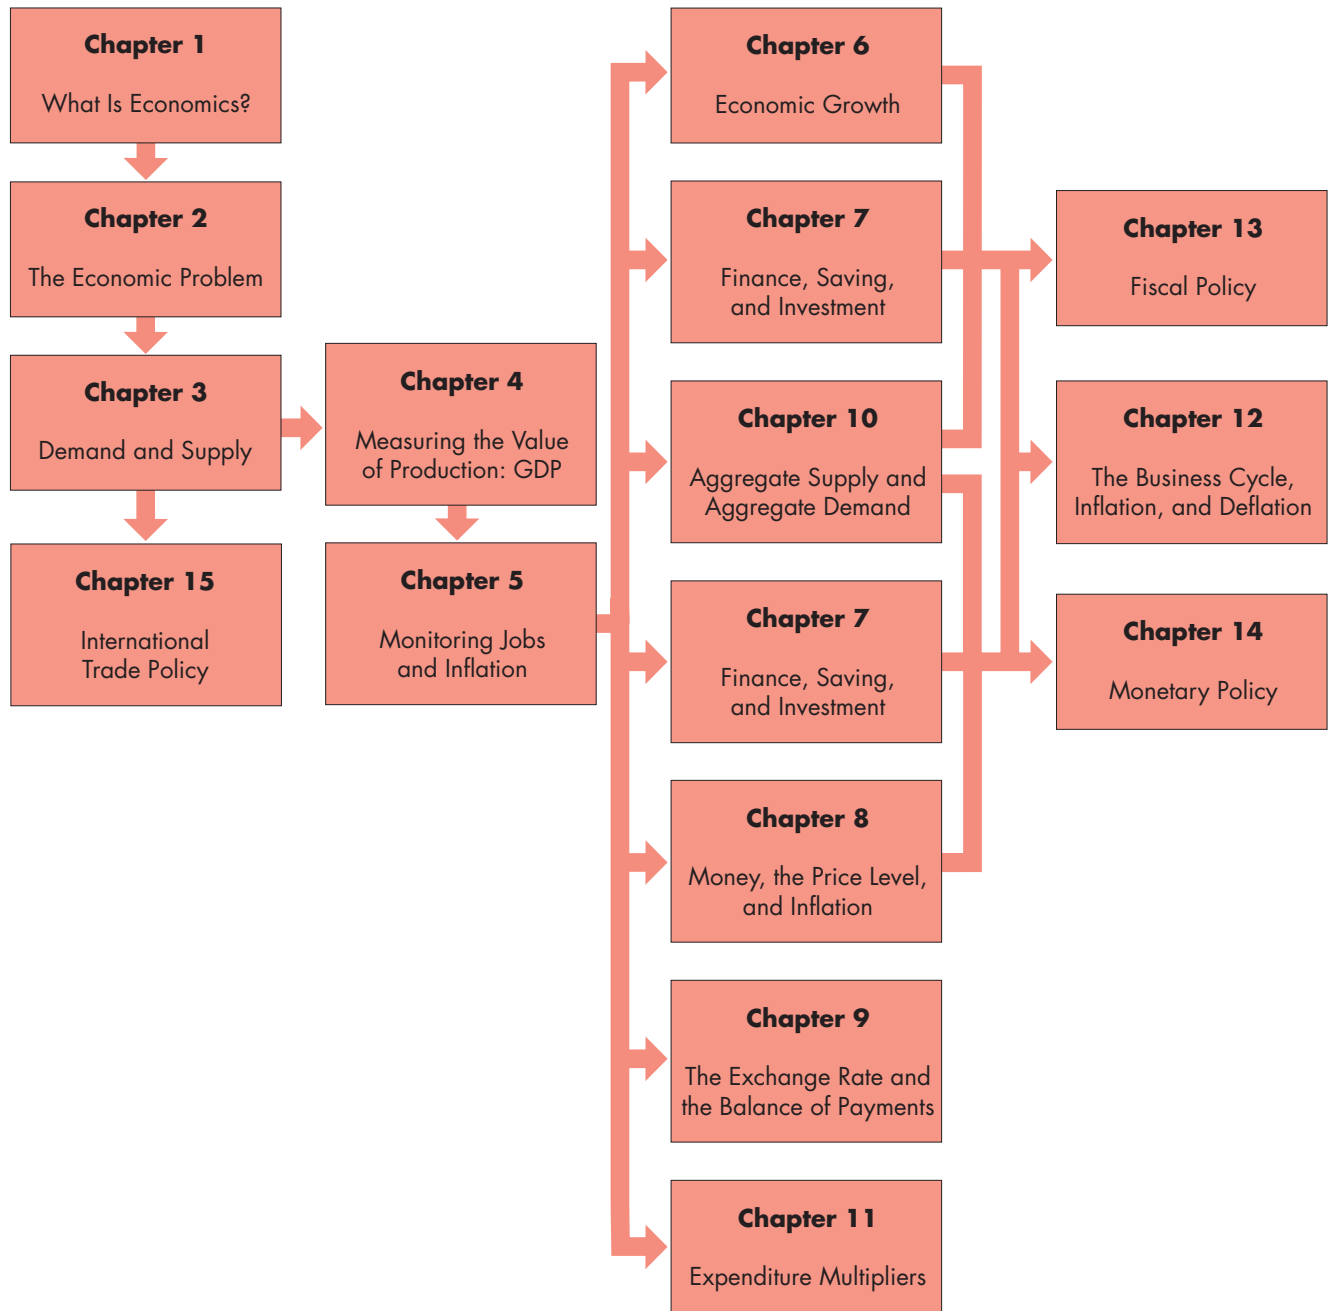 Chapter 1
What Is Economics?
Chapter 2
The Economic Problem
Chapter 3
Demand and Supply
Chapter 15
International
Trade Policy
Chapter 4
Measuring the Value
of Production: GDP
Chapter 5
Monitoring Jobs
and Inflation
Chapter 6
Economic Growth
Chapter 7
Finance, Saving,
and Investment
Chapter 10
Aggregate Supply and
Aggregate Demand
Chapter 7
Finance, Saving,
and Investment
Chapter 8
Money, the Price Level,
and Inflation
Chapter 9
The Exchange Rate and
the Balance of Payments
Chapter 11
Expenditure Multipliers
Chapter 13
Fiscal Policy
Chapter 12
The Business Cycle,
Inflation, and Deflation
Chapter 14
Monetary Policy